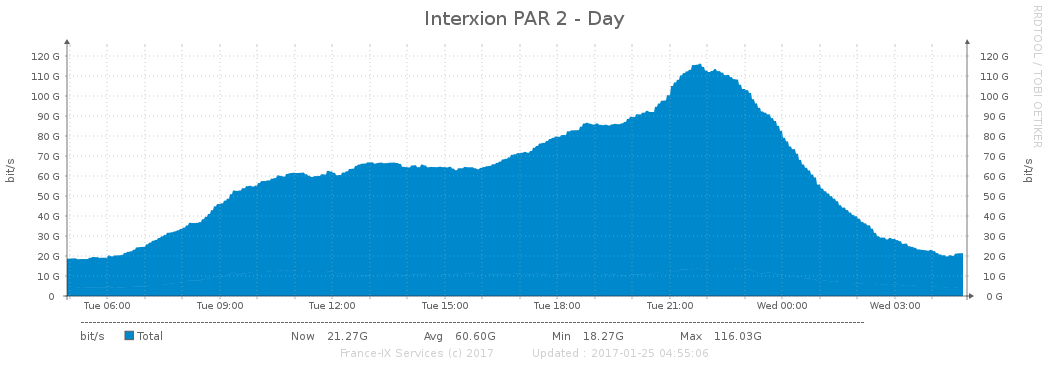 Interxion PAR 2 - Day
RRDTOOL / TOBI OETIKER
bit/s
120 G 120 G
110 G 110 G
100 G 100 G
90 G 90 G
80 G 80 G
70 G 70 G
60 G 60 G
50 G 50 G
40 G 40 G
30 G 30 G
20 G 20 G
10 G 10 G
0 0 G
bit/s
Tue 06:00 Tue 09:00 Tue 12:00 Tue 15:00 Tue 18:00 Tue 21:00 Wed 00:00 Wed 03:00
bit/s Total Now 21.27G Avg 60.60G Min 18.27G Max 116.03G
France-IX Services (c) 2017 Updated : 2017-01-25 04:55:06